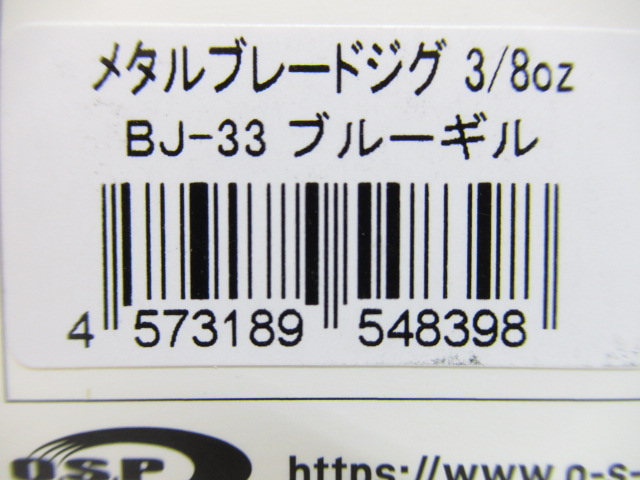 メタルブレードジグ 3/8oz
BJ-33 ブルーギル
4 573189 548398
O.S.P https://www.o-s-